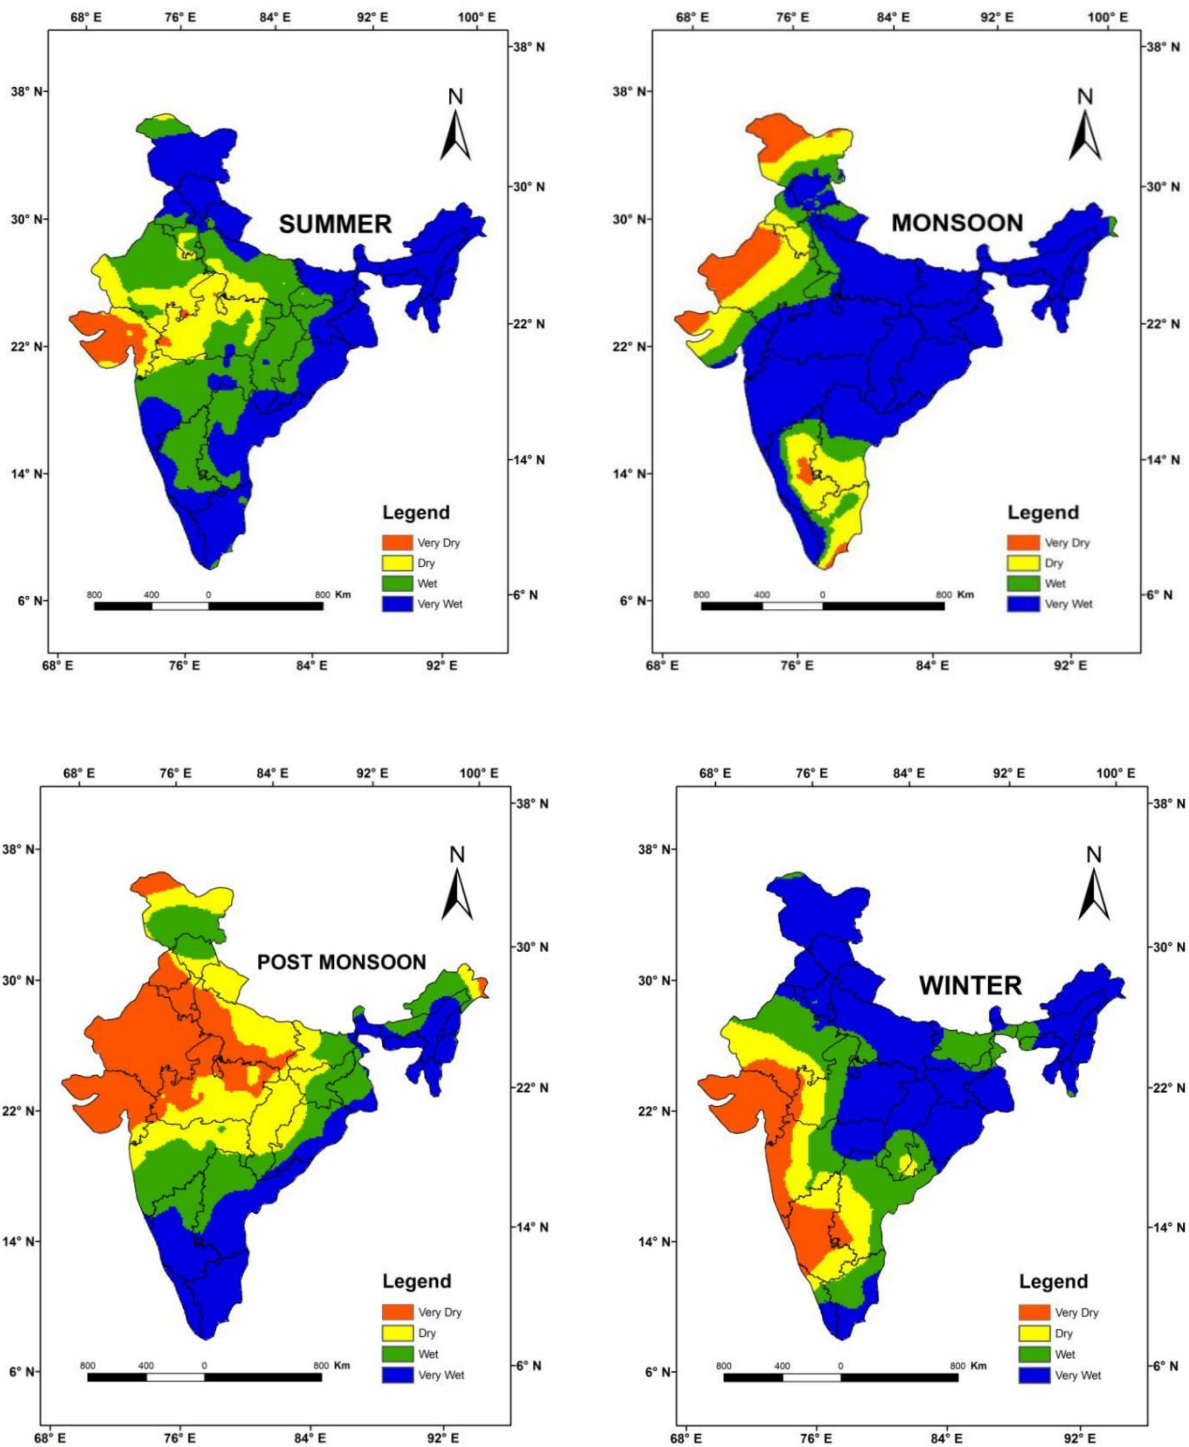 68° E 76° E 84° E 92° E 100° E
38° N
38° N
N
30° N
30° N
SUMMER
22° N
22° N
14° N
14° N
Legend
Very Dry
Dry
Wet
Very Wet
800 400 0 800 Km
6° N
6° N
68° E 76° E 84° E 92° E
68° E 76° E 84° E 92° E 100° E
38° N
38° N
N
30° N
30° N
MONSOON
22° N
22° N
14° N
14° N
Legend
Very Dry
Dry
Wet
Very Wet
800 400 0 800 Km
6° N
6° N
68° E 76° E 84° E 92° E
68° E 76° E 84° E 92° E 100° E
38° N
38° N
N
30° N
POST MONSOON
30° N
22° N
22° N
14° N
14° N
Legend
Very Dry
Dry
Wet
Very Wet
800 400 0 800 Km
6° N
6° N
68° E 76° E 84° E 92° E
68° E 76° E 84° E 92° E 100° E
38° N
38° N
N
30° N
30° N
WINTER
22° N
22° N
14° N
14° N
Legend
Very Dry
Dry
Wet
Very Wet
800 400 0 800 Km
6° N
6° N
68° E 76° E 84° E 92° E